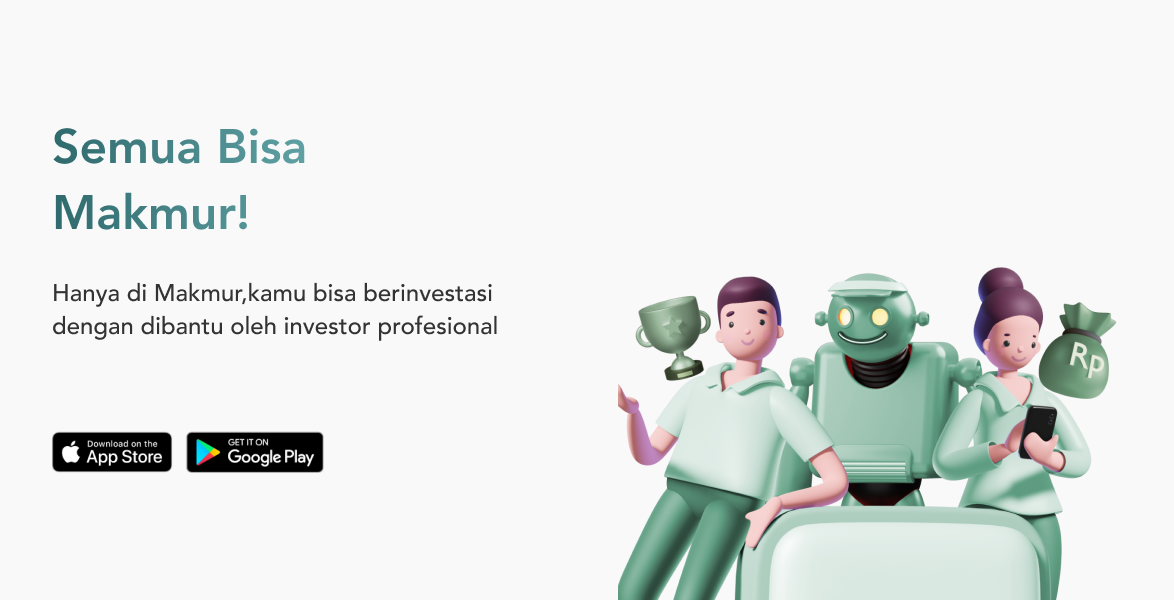 Semua Bisa
Makmur!
Hanya di Makmur,kamu bisa berinvestasi
dengan dibantu oleh investor profesional
Download on the
App Store
GET IT ON
Google Play
RP